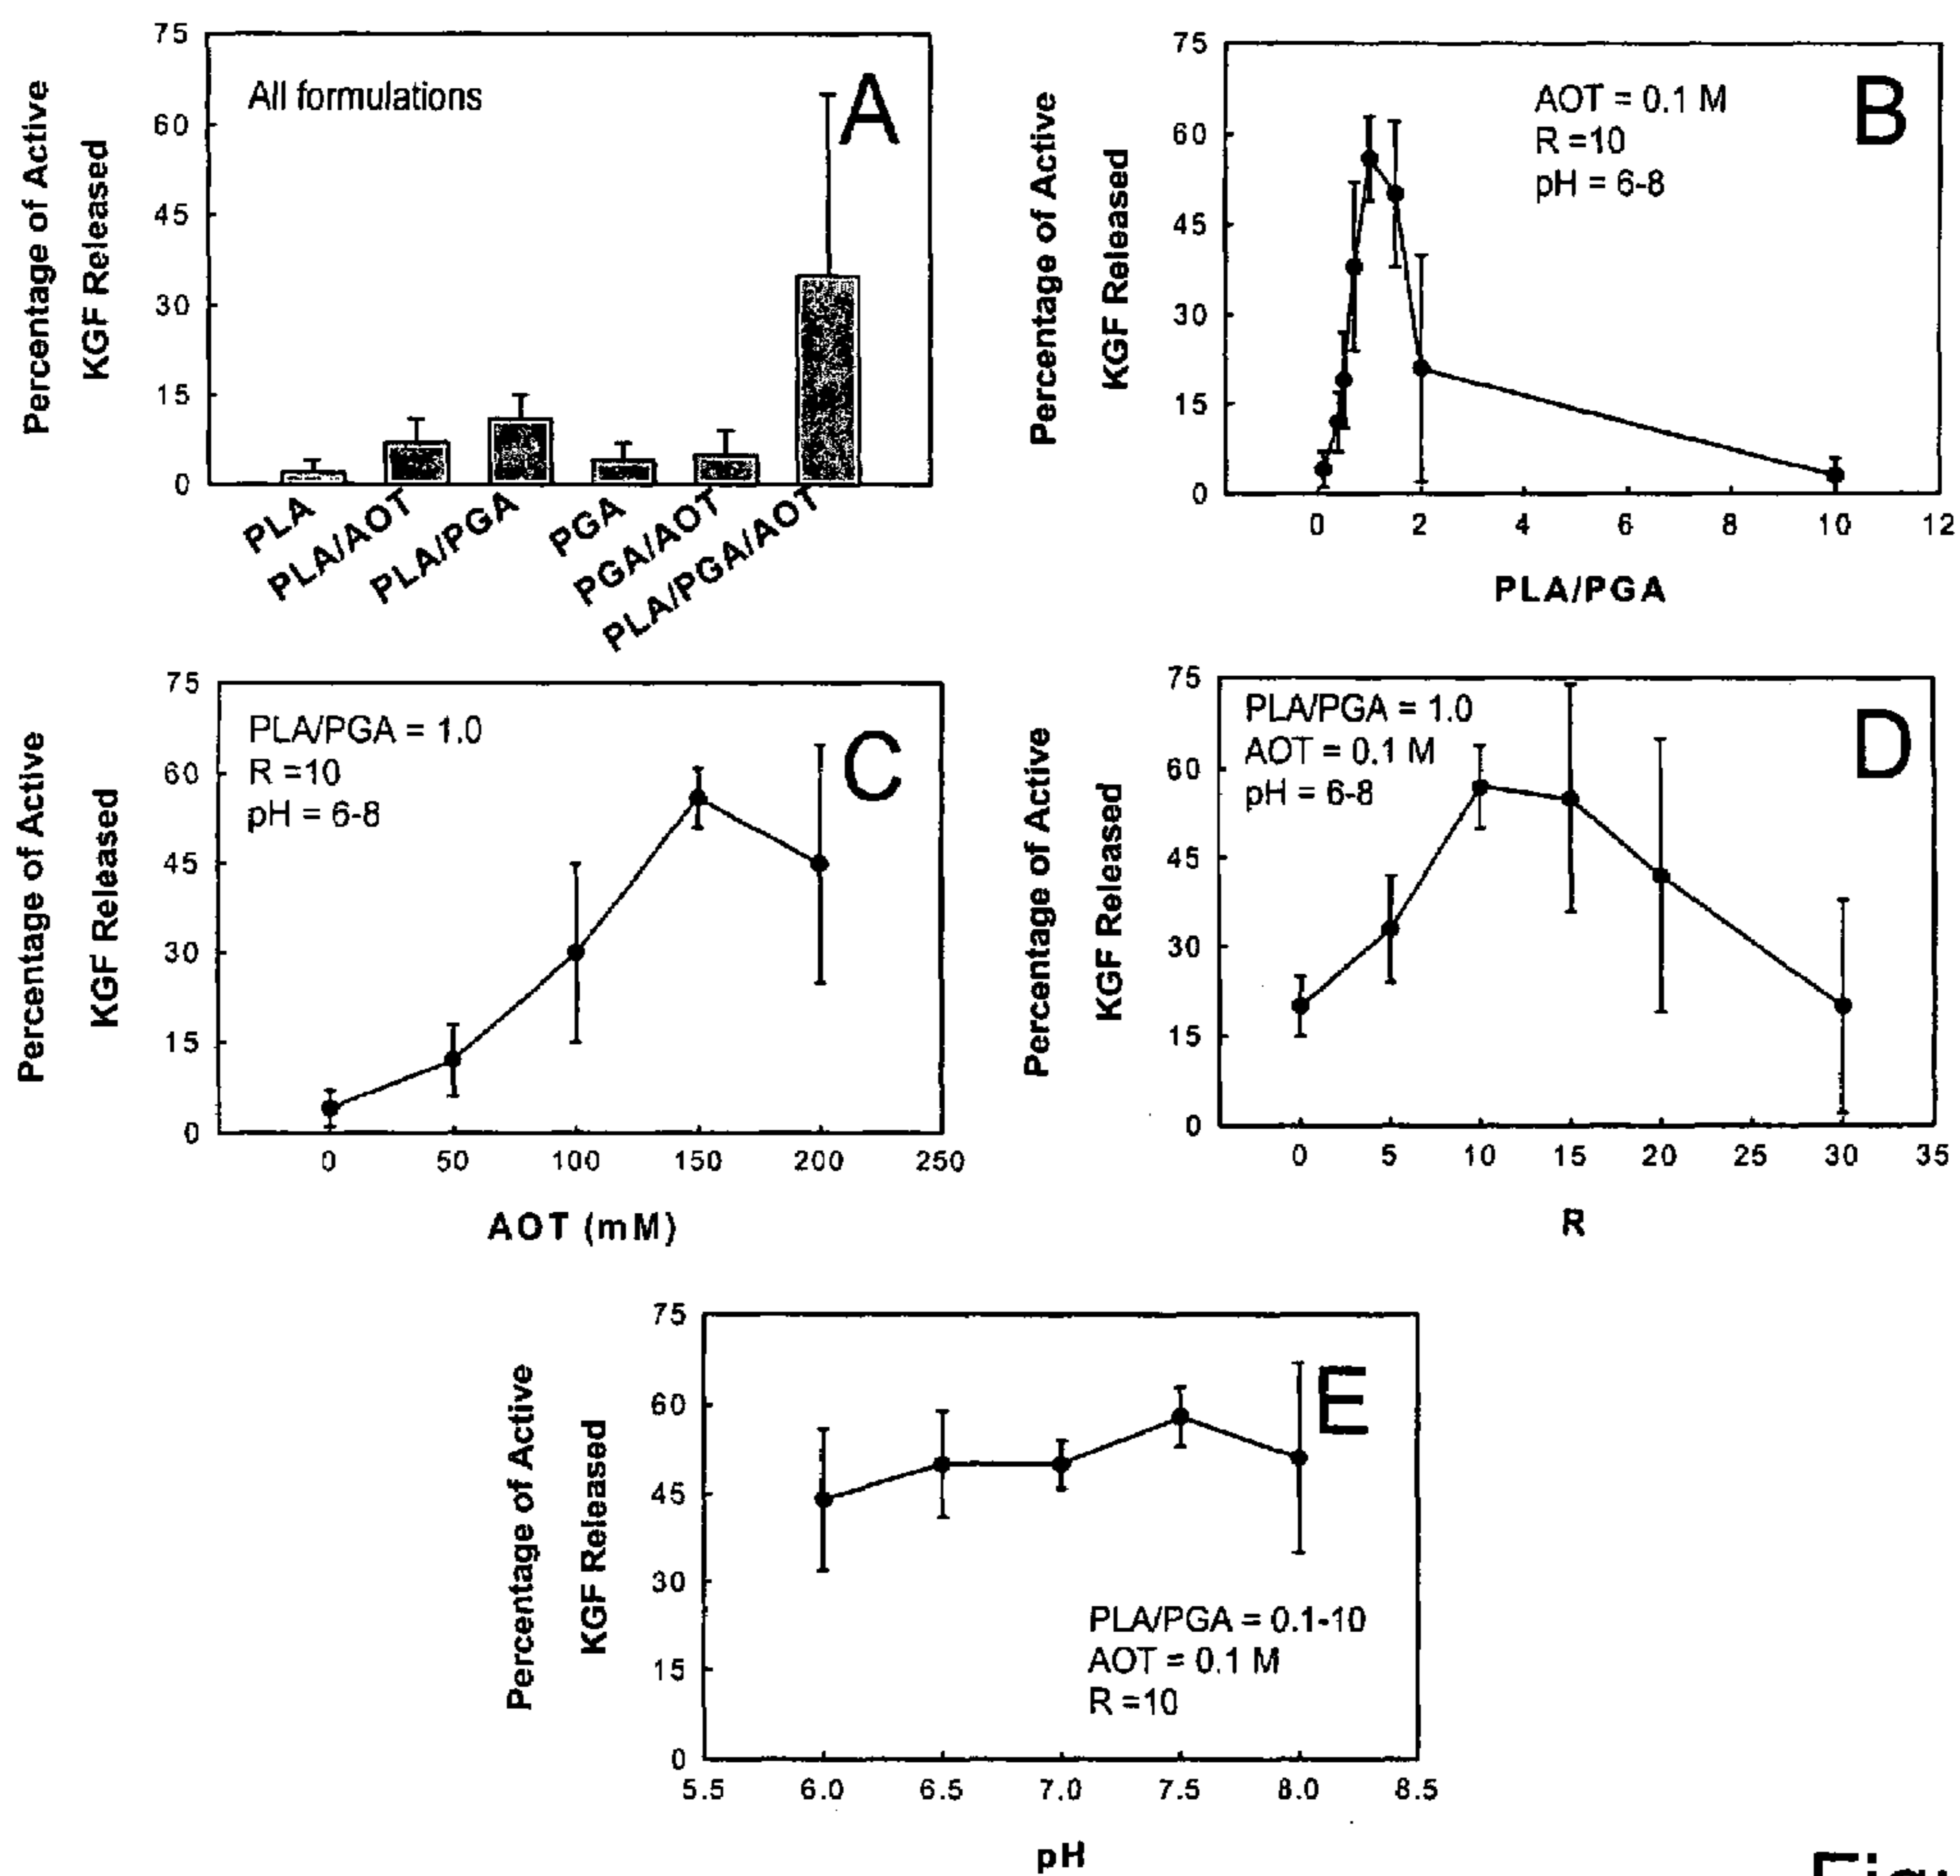 Percentage of Active
KGF Released
75
60
45
30
15
0
All formulations
A
PLA
PLA/AOT
PLA/PGA
PGA
PGA/AOT
PLA/PGA/AOT
Percentage of Active
KGF Released
75
60
45
30
15
0
AOT = 0.1 M
R =10
pH = 6-8
B
0 2 4 6 8 10 12
PLA/PGA
Percentage of Active
KGF Released
75
60
45
30
15
0
PLA/PGA = 1.0
R =10
pH = 6-8
C
0 50 100 150 200 250
AOT (mM)
Percentage of Active
KGF Released
75
60
45
30
15
0
PLA/PGA = 1.0
AOT = 0.1 M
pH = 6-8
D
0 5 10 15 20 25 30 35
R
Percentage of Active
KGF Released
75
60
45
30
15
0
E
PLA/PGA = 0.1-10
AOT = 0.1 M
R =10
5.5 6.0 6.5 7.0 7.5 8.0 8.5
pH